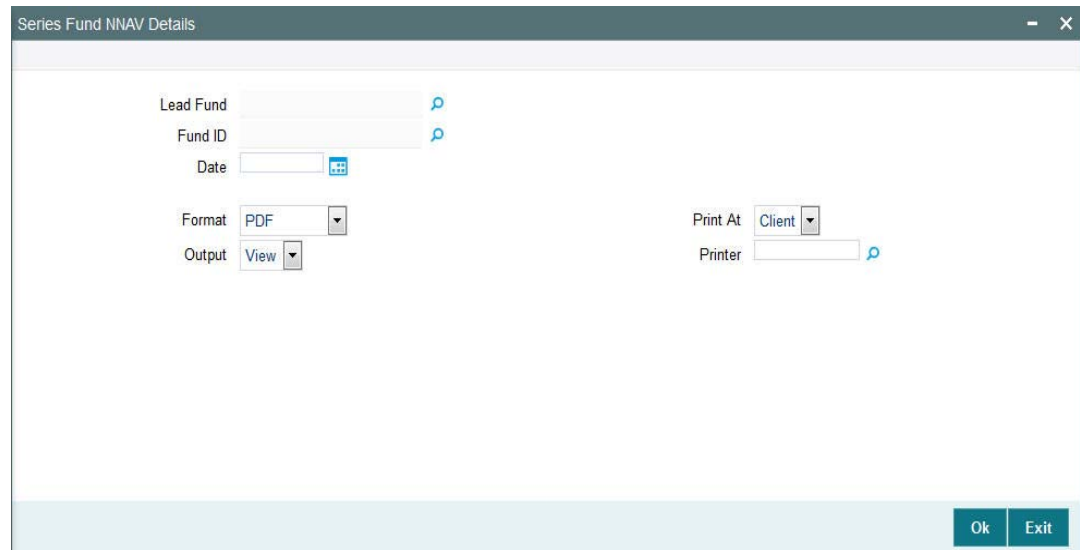 Series Fund NNAV Details
Lead Fund
Fund ID
Date
Format PDF
Print At Client
Output View
Printer
Ok Exit